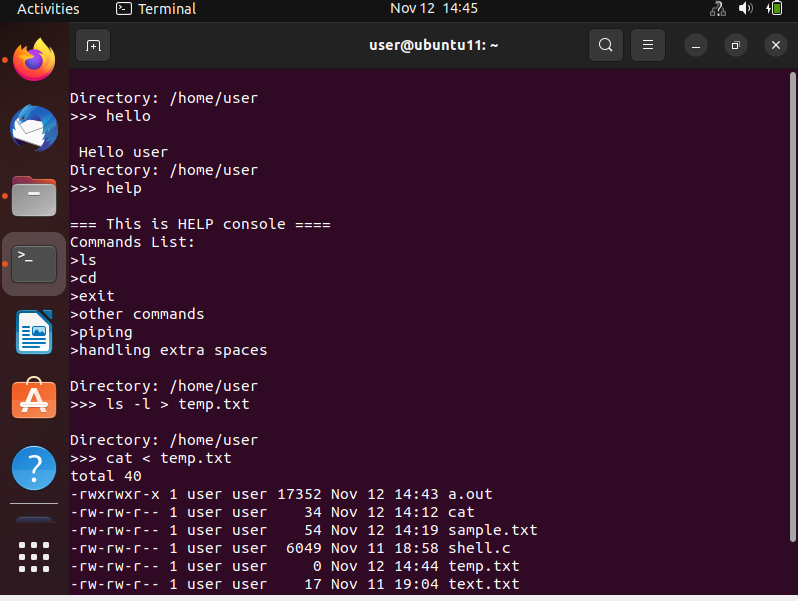 Activities Terminal Nov 12 14:45
user@ubuntu11: ~
Directory: /home/user
>>> hello
Hello user
Directory: /home/user
>>> help
=== This is HELP console ====
Commands List:
>ls
>cd
>exit
>other commands
>piping
>handling extra spaces
Directory: /home/user
>>> ls -l > temp.txt
Directory: /home/user
>>> cat < temp.txt
total 40
-rwxrwxr-x 1 user user 17352 Nov 12 14:43 a.out
-rw-rw-r-- 1 user user    34 Nov 12 14:12 cat
-rw-rw-r-- 1 user user    54 Nov 12 14:19 sample.txt
-rw-rw-r-- 1 user user  6049 Nov 11 18:58 shell.c
-rw-rw-r-- 1 user user     0 Nov 12 14:44 temp.txt
-rw-rw-r-- 1 user user    17 Nov 11 19:04 text.txt